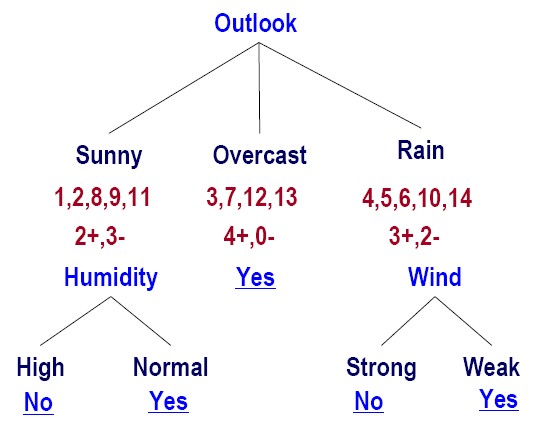 Outlook
Sunny Overcast Rain
1,2,8,9,11 3,7,12,13 4,5,6,10,14
2+,3- 4+,0- 3+,2-
Humidity Yes Wind
High Normal Strong Weak
No Yes No Yes